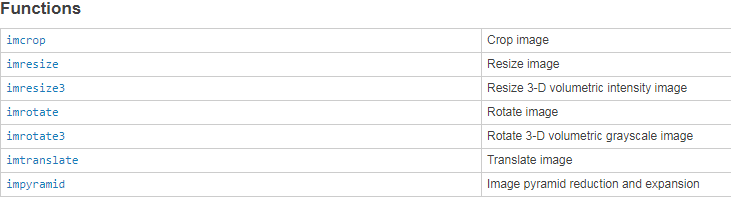 Functions
imcrop Crop image
imresize Resize image
imresize3 Resize 3-D volumetric intensity image
imrotate Rotate image
imrotate3 Rotate 3-D volumetric grayscale image
imtranslate Translate image
impyramid Image pyramid reduction and expansion